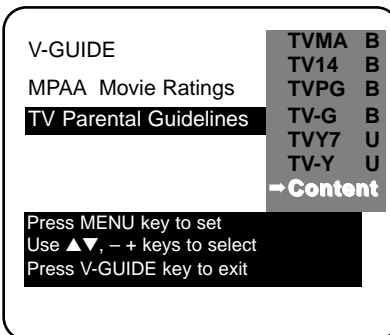 V-GUIDE
MPAA Movie Ratings
TV Parental Guidelines
TVMA B
TV14 B
TVPG B
TV-G B
TVY7 U
TV-Y U
➡Content
Press MENU key to set
Use ▲▼, – + keys to select
Press V-GUIDE key to exit